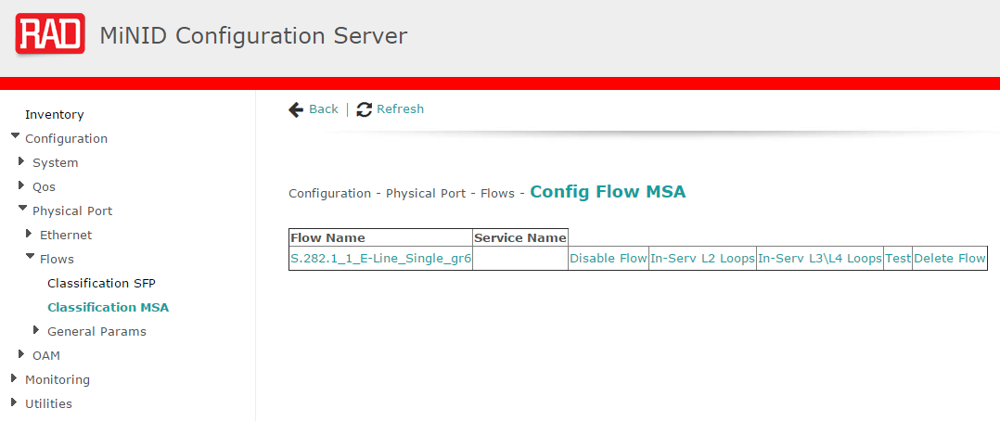 RAD
MiNID Configuration Server
Inventory
Configuration
System
Qos
Physical Port
Ethernet
Flows
Classification SFP
Classification MSA
General Params
OAM
Monitoring
Utilities
Back | Refresh
Configuration - Physical Port - Flows - Config Flow MSA
Flow Name Service Name
S.282.1_1_E-Line_Single_gr6 Disable Flow In-Serv L2 Loops In-Serv L3\L4 Loops Test Delete Flow